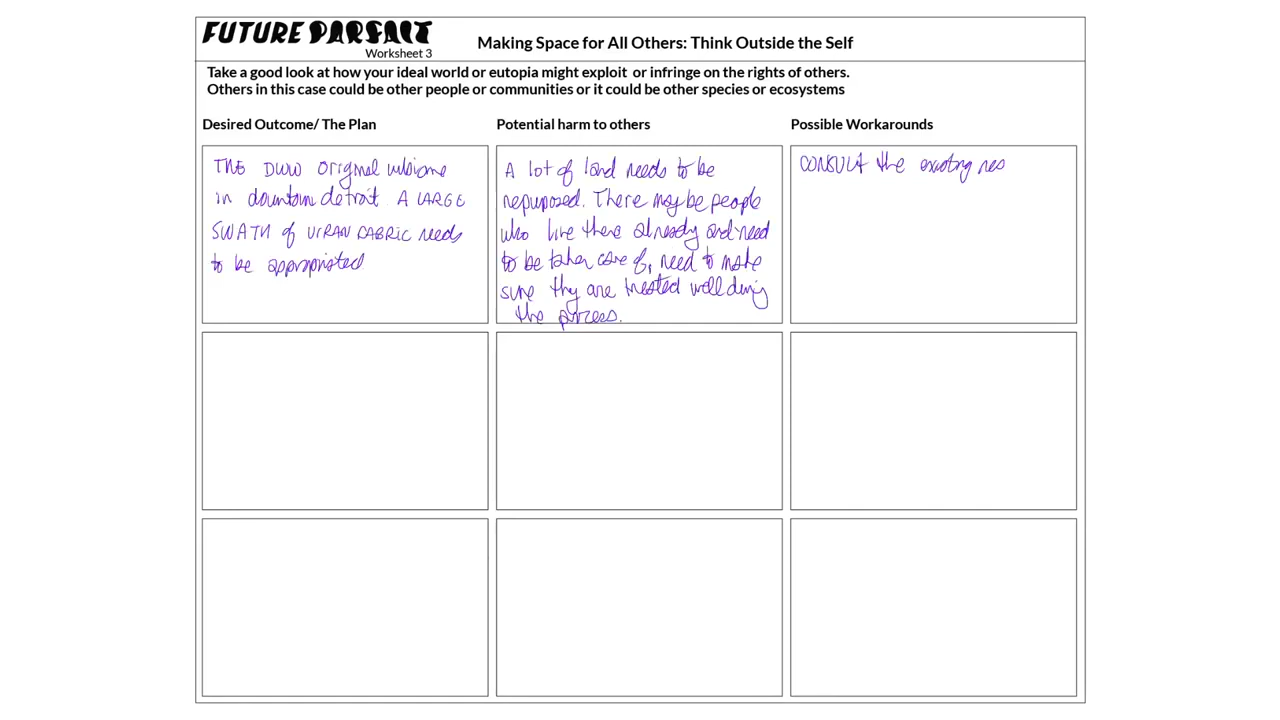 FUTURE PARFAIT
Worksheet 3
Making Space for All Others: Think Outside the Self
Take a good look at how your ideal world or eutopia might exploit or infringe on the rights of others.
Others in this case could be other people or communities or it could be other species or ecosystems
Desired Outcome/ The Plan
Potential harm to others
Possible Workarounds
THE DWW original
in downtown detroit A LARGE
SWATH of URBAN FABRIC needs
to be appropriated
A lot of land needs to be
repurposed. There may be people
who live there already and need
to be taken care of, need to make
sure they are treated well during
the process.
CONSULT the existing res